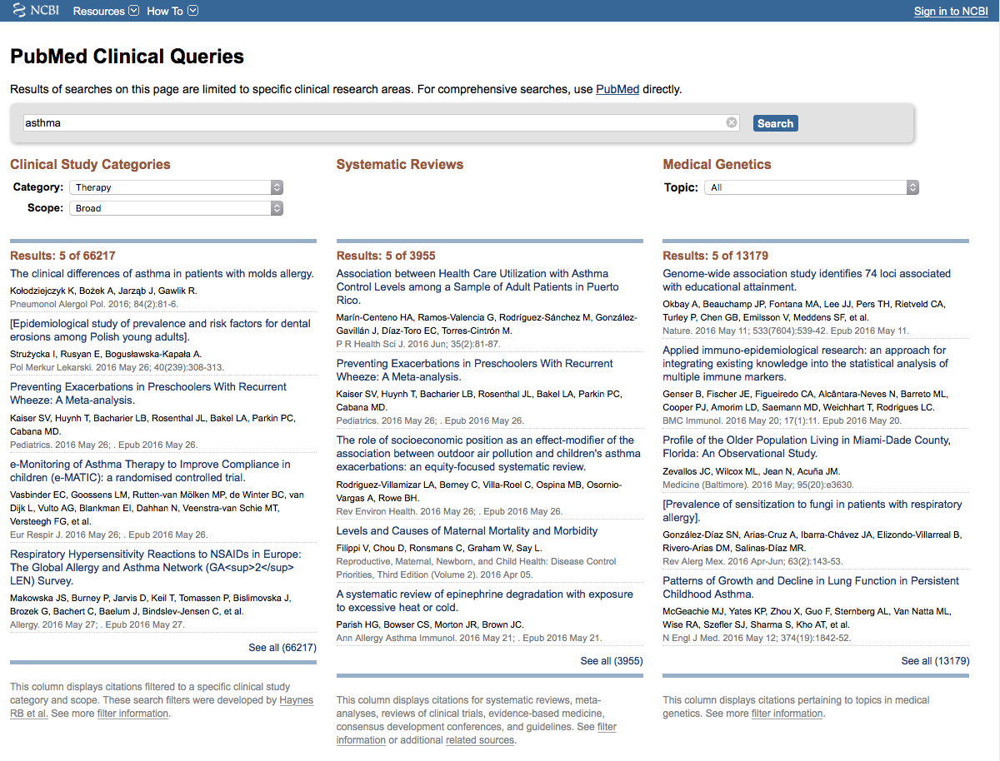 NCBI Resources How To Sign in to NCBI
PubMed Clinical Queries
Results of searches on this page are limited to specific clinical research areas. For comprehensive searches, use PubMed directly.
asthma Search
Clinical Study Categories
Category: Therapy
Scope: Broad
Results: 5 of 66217
The clinical differences of asthma in patients with molds allergy.
Kołodziejczyk K, Bożek A, Jarząb J, Gawlik R.
Pneumonol Alergol Pol. 2016; 84(2):81-6.
[Epidemiological study of prevalence and risk factors for dental
erosions among Polish young adults].
Strużycka I, Rusyan E, Bogusławska-Kapała A.
Pol Merkur Lekarski. 2016 May 26; 40(239):308-313.
Preventing Exacerbations in Preschoolers With Recurrent
Wheeze: A Meta-analysis.
Kaiser SV, Huynh T, Bacharier LB, Rosenthal JL, Bakel LA, Parkin PC,
Cabana MD.
Pediatrics. 2016 May 26; . Epub 2016 May 26.
e-Monitoring of Asthma Therapy to Improve Compliance in
children (e-MATIC): a randomised controlled trial.
Vasbinder EC, Goossens LM, Rutten-van Mölken MP, de Winter BC, van
Dijk L, Vulto AG, Blankman EI, Dahhan N, Veenstra-van Schie MT,
Versteegh FG, et al.
Eur Respir J. 2016 May 26; . Epub 2016 May 26.
Respiratory Hypersensitivity Reactions to NSAIDs in Europe:
The Global Allergy and Asthma Network (GA<sup>2</sup>
LEN) Survey.
Makowska JS, Burney P, Jarvis D, Keil T, Tomassen P, Bislimovska J,
Brozek G, Bachert C, Baelum J, Bindslev-Jensen C, et al.
Allergy. 2016 May 27; . Epub 2016 May 27.
See all (66217)
This column displays citations filtered to a specific clinical study
category and scope. These search filters were developed by Haynes
RB et al. See more filter information.
Systematic Reviews
Results: 5 of 3955
Association between Health Care Utilization with Asthma
Control Levels among a Sample of Adult Patients in Puerto
Rico.
Marín-Centeno HA, Ramos-Valencia G, Rodríguez-Sánchez M, González-
Gavillán J, Díaz-Toro EC, Torres-Cintrón M.
P R Health Sci J. 2016 Jun; 35(2):81-87.
Preventing Exacerbations in Preschoolers With Recurrent
Wheeze: A Meta-analysis.
Kaiser SV, Huynh T, Bacharier LB, Rosenthal JL, Bakel LA, Parkin PC,
Cabana MD.
Pediatrics. 2016 May 26; . Epub 2016 May 26.
The role of socioeconomic position as an effect-modifier of the
association between outdoor air pollution and children's asthma
exacerbations: an equity-focused systematic review.
Rodriguez-Villamizar LA, Berney C, Villa-Roel C, Ospina MB, Osornio-
Vargas A, Rowe BH.
Rev Environ Health. 2016 May 26; . Epub 2016 May 26.
Levels and Causes of Maternal Mortality and Morbidity
Filippi V, Chou D, Ronsmans C, Graham W, Say L.
Reproductive, Maternal, Newborn, and Child Health: Disease Control
Priorities, Third Edition (Volume 2). 2016 Apr 05.
A systematic review of epinephrine degradation with exposure
to excessive heat or cold.
Parish HG, Bowser CS, Morton JR, Brown JC.
Ann Allergy Asthma Immunol. 2016 May 21; . Epub 2016 May 21.
See all (3955)
This column displays citations for systematic reviews, meta-
analyses, reviews of clinical trials, evidence-based medicine,
consensus development conferences, and guidelines. See filter
information or additional related sources.
Medical Genetics
Topic: All
Results: 5 of 13179
Genome-wide association study identifies 74 loci associated
with educational attainment.
Okbay A, Beauchamp JP, Fontana MA, Lee JJ, Pers TH, Rietveld CA,
Turley P, Chen GB, Emilsson V, Meddens SF, et al.
Nature. 2016 May 11; 533(7604):539-42. Epub 2016 May 11.
Applied immuno-epidemiological research: an approach for
integrating existing knowledge into the statistical analysis of
multiple immune markers.
Genser B, Fischer JE, Figueiredo CA, Alcântara-Neves N, Barreto ML,
Cooper PJ, Amorim LD, Saemann MD, Weichhart T, Rodrigues LC.
BMC Immunol. 2016 May 20; 17(1):11. Epub 2016 May 20.
Profile of the Older Population Living in Miami-Dade County,
Florida: An Observational Study.
Zevallos JC, Wilcox ML, Jean N, Acuña JM.
Medicine (Baltimore). 2016 May; 95(20):e3630.
[Prevalence of sensitization to fungi in patients with respiratory
allergy].
González-Díaz SN, Arias-Cruz A, Ibarra-Chávez JA, Elizondo-Villarreal B,
Rivero-Arias DM, Salinas-Díaz MR.
Rev Alerg Mex. 2016 Apr-Jun; 63(2):143-53.
Patterns of Growth and Decline in Lung Function in Persistent
Childhood Asthma.
McGeachie MJ, Yates KP, Zhou X, Guo F, Sternberg AL, Van Natta ML,
Wise RA, Szefler SJ, Sharma S, Kho AT, et al.
N Engl J Med. 2016 May 12; 374(19):1842-52.
See all (13179)
This column displays citations pertaining to topics in medical
genetics. See more filter information.